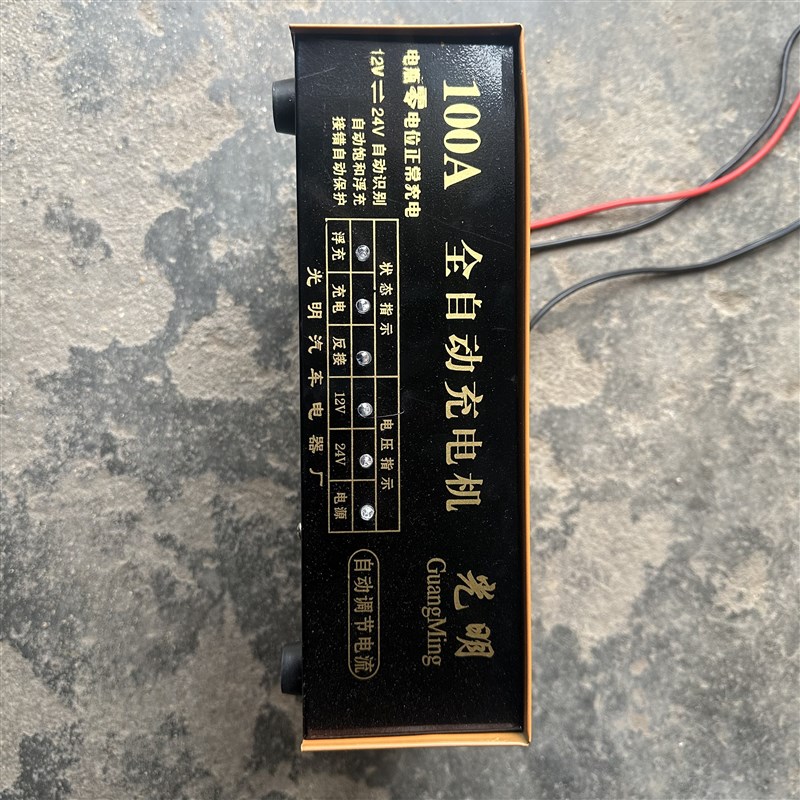 100A 全自动充电机
光明
GuangMing
电瓶零电位正常充电
12V⇌24V 自动识别
自动饱和浮充
接错自动保护
状态指示 电压指示
浮充 充电 反接 12V 24V 电源
自动调节电流
光明汽车电器厂